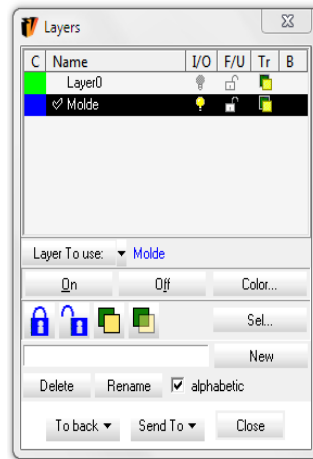 Layers
C Name I/O F/U Tr B
Layer0
Molde
Layer To use: Molde
On Off Color...
Sel...
New
Delete Rename alphabetic
To back Send To Close